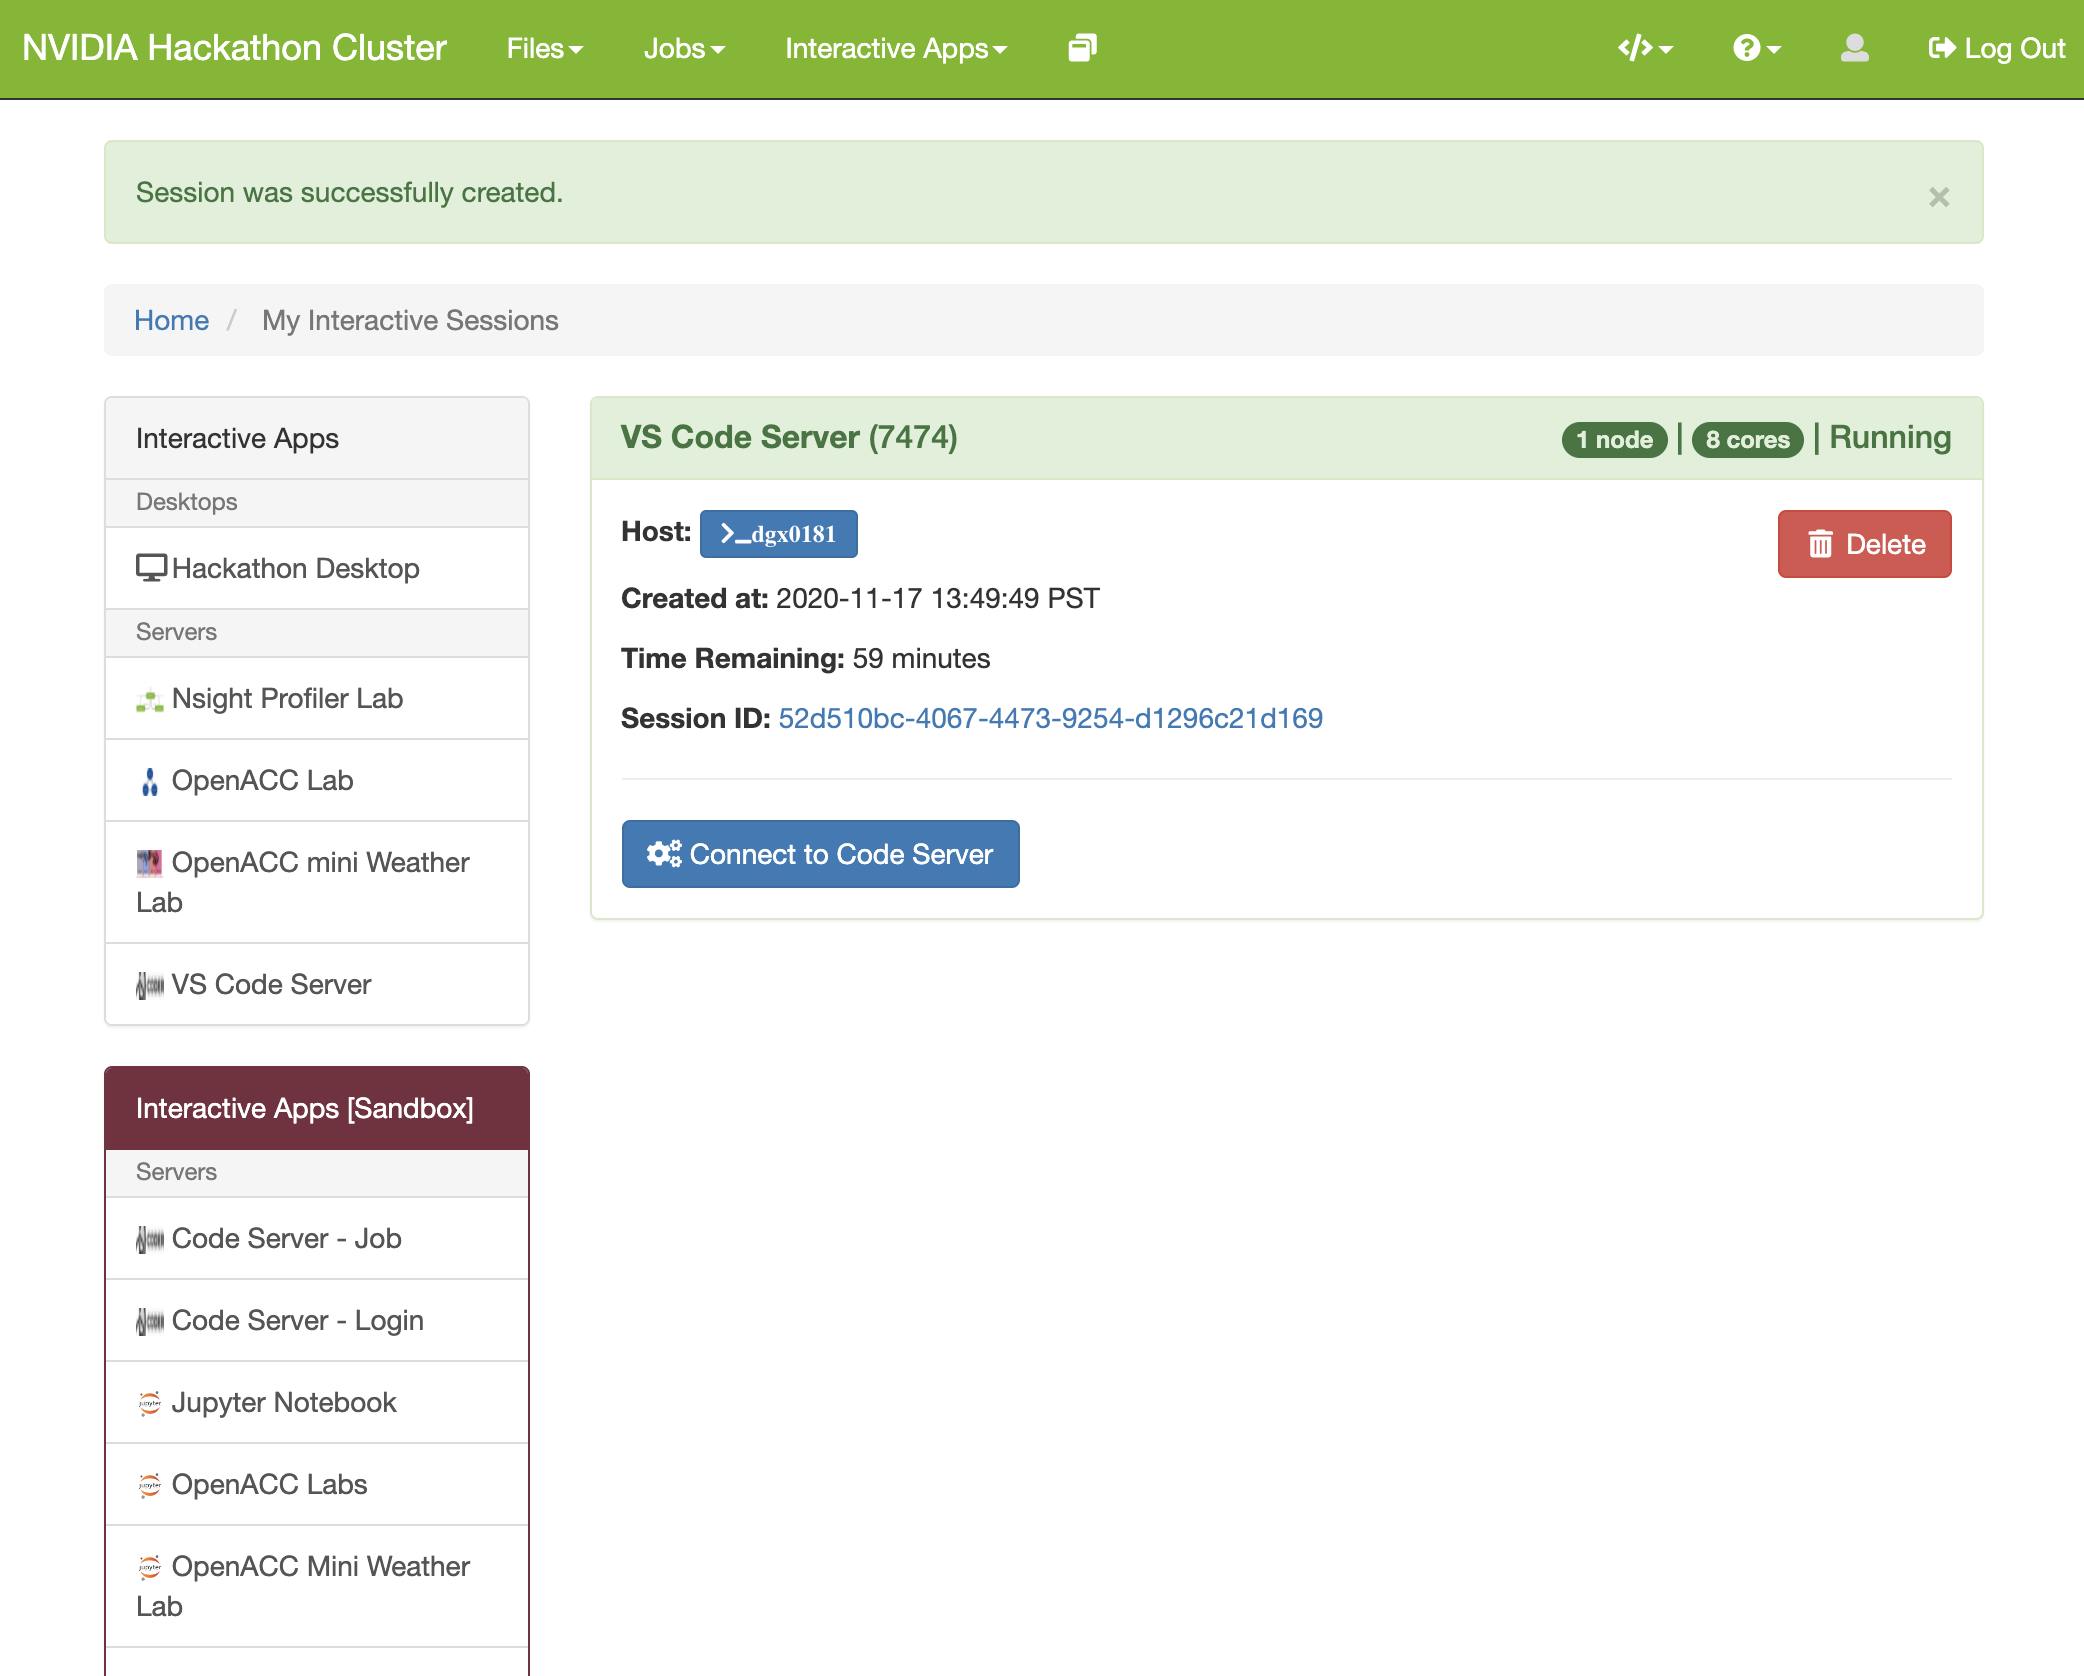 NVIDIA Hackathon Cluster Files Jobs Interactive Apps Log Out
Session was successfully created.
Home / My Interactive Sessions
Interactive Apps
Desktops
Hackathon Desktop
Servers
Nsight Profiler Lab
OpenACC Lab
OpenACC mini Weather
Lab
VS Code Server
Interactive Apps [Sandbox]
Servers
Code Server - Job
Code Server - Login
Jupyter Notebook
OpenACC Labs
OpenACC Mini Weather
Lab
VS Code Server (7474) 1 node | 8 cores | Running
Host: >_dgx0181 Delete
Created at: 2020-11-17 13:49:49 PST
Time Remaining: 59 minutes
Session ID: 52d510bc-4067-4473-9254-d1296c21d169
Connect to Code Server